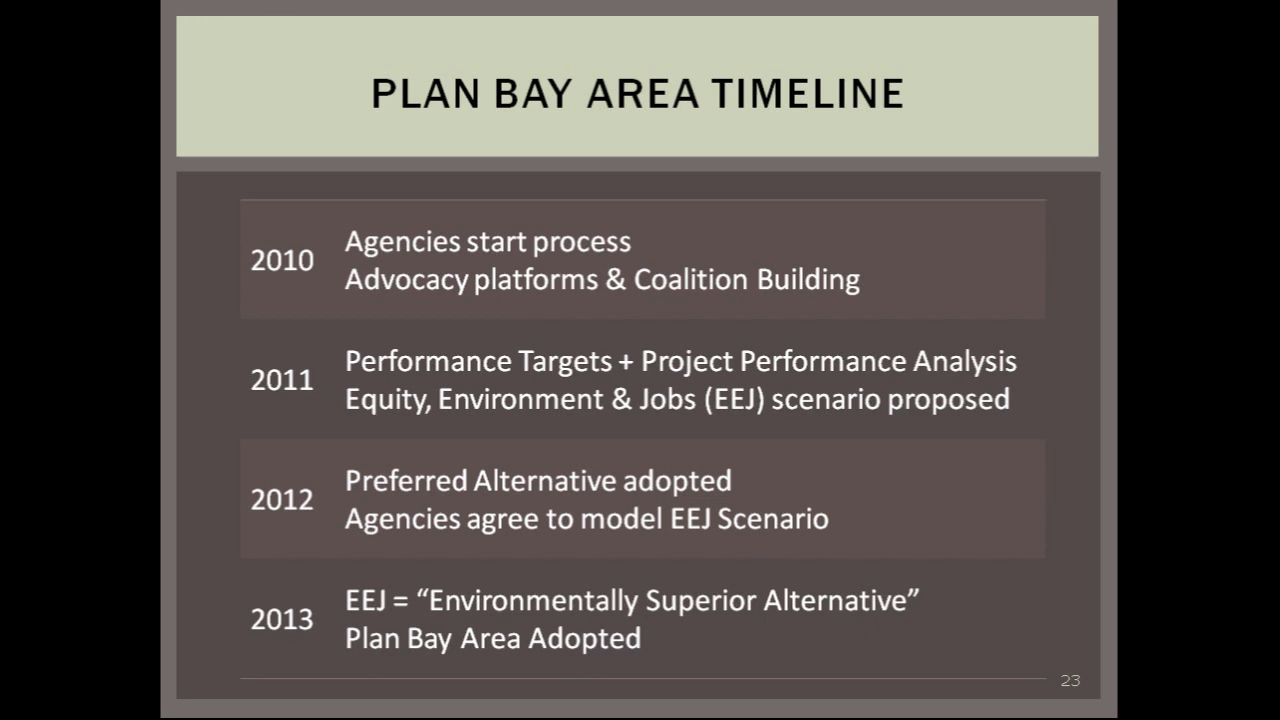 PLAN BAY AREA TIMELINE
2010
Agencies start process
Advocacy platforms & Coalition Building
2011
Performance Targets + Project Performance Analysis
Equity, Environment & Jobs (EEJ) scenario proposed
2012
Preferred Alternative adopted
Agencies agree to model EEJ Scenario
2013
EEJ = “Environmentally Superior Alternative”
Plan Bay Area Adopted
23